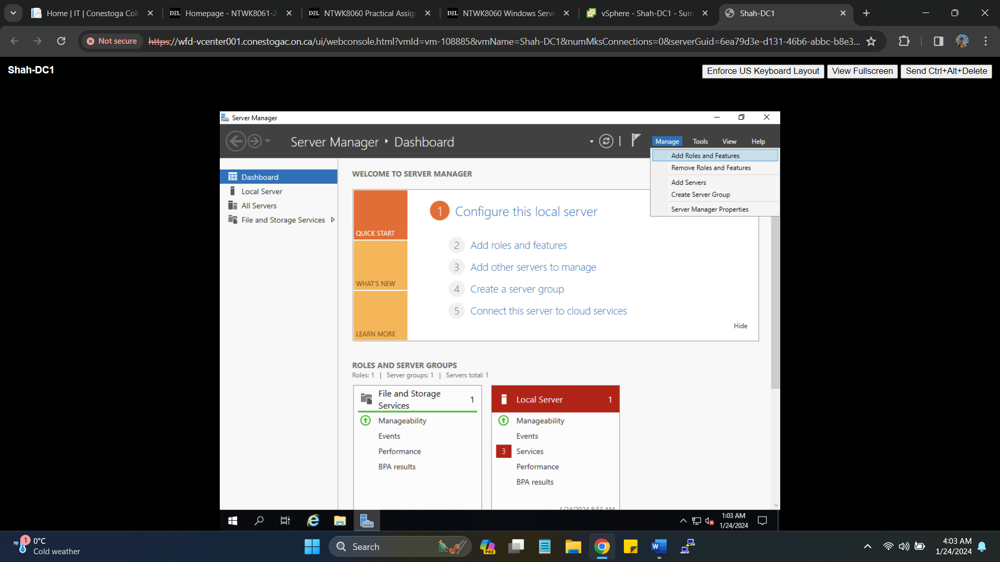 Home | IT | Conestoga Coll
Homepage - NTWK8061-2
NTWK8060 Practical Assig
NTWK8060 Windows Serve
vSphere - Shah-DC1 - Sum
Shah-DC1
Not secure
https://wfd-vcenter001.conestogac.on.ca/ui/webconsole.html?vmId=vm-108885&vmName=Shah-DC1&numMksConnections=0&serverGuid=6ea79d3e-d131-46b6-abbc-b8e3...
Shah-DC1
Enforce US Keyboard Layout
View Fullscreen
Send Ctrl+Alt+Delete
Server Manager
Server Manager ‣ Dashboard
Manage
Tools
View
Help
Add Roles and Features
Remove Roles and Features
Add Servers
Create Server Group
Server Manager Properties
Dashboard
Local Server
All Servers
File and Storage Services
WELCOME TO SERVER MANAGER
QUICK START
WHAT'S NEW
LEARN MORE
1 Configure this local server
2 Add roles and features
3 Add other servers to manage
4 Create a server group
5 Connect this server to cloud services
Hide
ROLES AND SERVER GROUPS
Roles: 1 | Server groups: 1 | Servers total: 1
File and Storage Services 1
Manageability
Events
Performance
BPA results
Local Server 1
Manageability
Events
3 Services
Performance
BPA results
1/24/2024 8:53 AM
1:03 AM
1/24/2024
1
0°C
Cold weather
Search
PRE
4:03 AM
1/24/2024